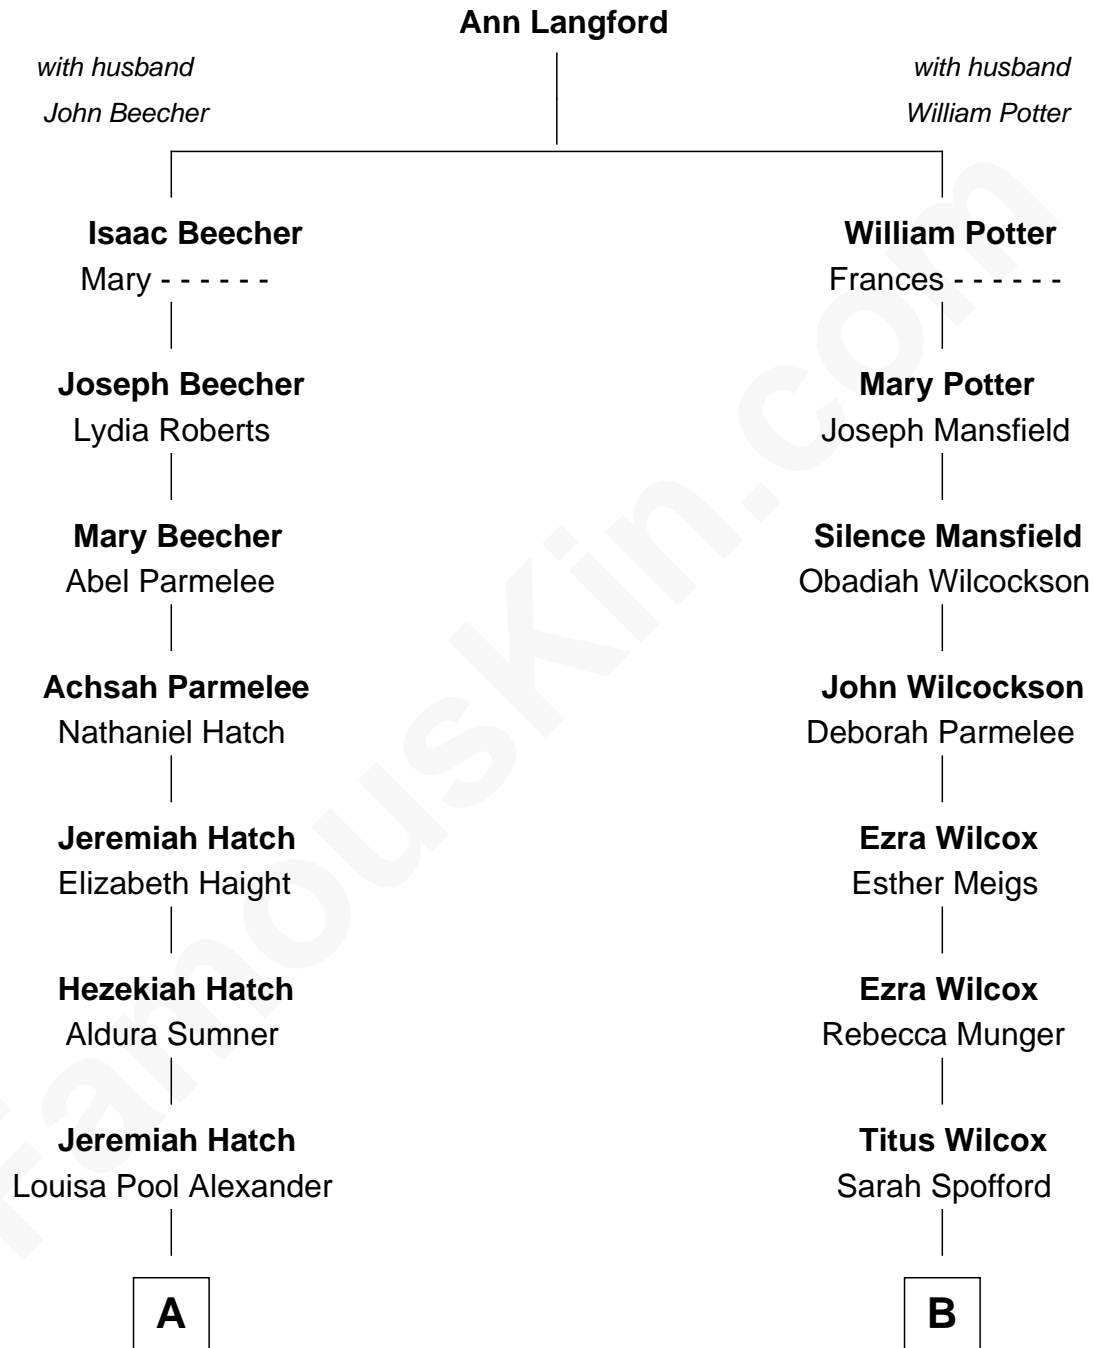 Ann Langford
with husband
John Beecher
with husband
William Potter
Isaac Beecher
Mary - - - - - -
William Potter
Frances - - - - - -
Joseph Beecher
Lydia Roberts
Mary Potter
Joseph Mansfield
Mary Beecher
Abel Parmelee
Silence Mansfield
Obadiah Wilcockson
Achsah Parmelee
Nathaniel Hatch
John Wilcockson
Deborah Parmelee
Jeremiah Hatch
Elizabeth Haight
Ezra Wilcox
Esther Meigs
Hezekiah Hatch
Aldura Sumner
Ezra Wilcox
Rebecca Munger
Jeremiah Hatch
Louisa Pool Alexander
Titus Wilcox
Sarah Spofford
A
B
FamousKin.com